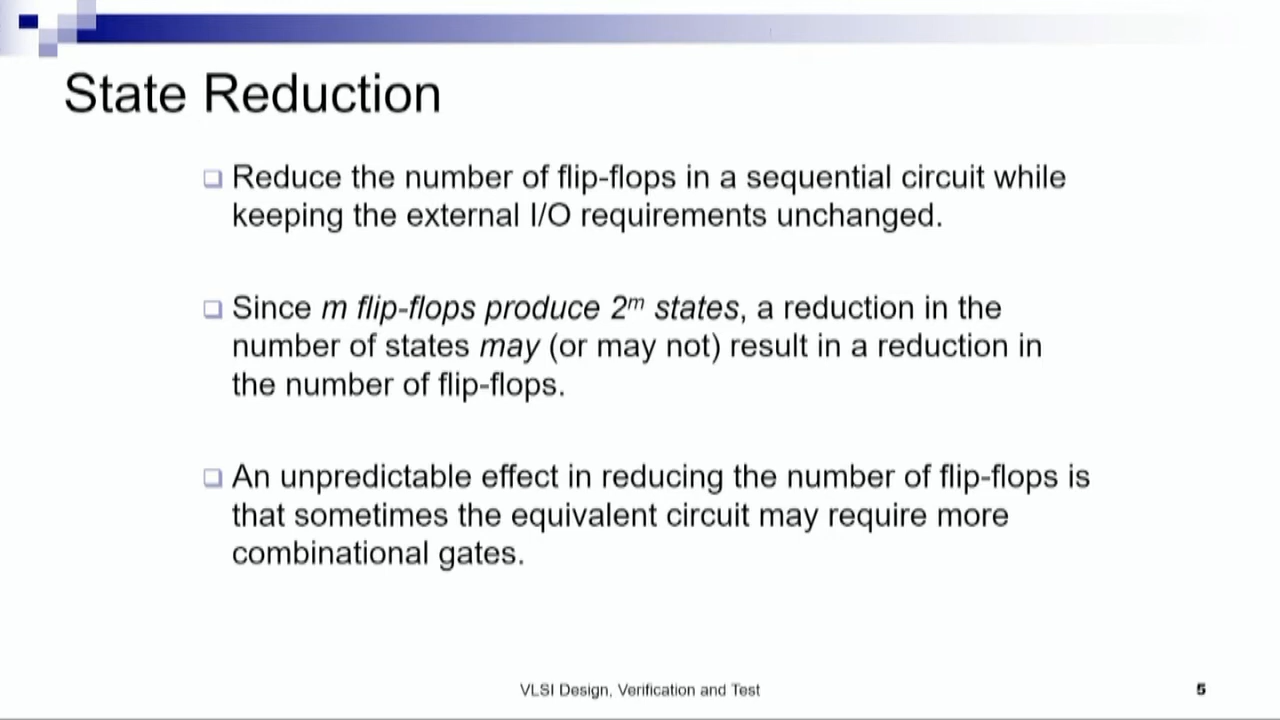 State Reduction
❑ Reduce the number of flip-flops in a sequential circuit while
keeping the external I/O requirements unchanged.
❑ Since m flip-flops produce 2ᵐ states, a reduction in the
number of states may (or may not) result in a reduction in
the number of flip-flops.
❑ An unpredictable effect in reducing the number of flip-flops is
that sometimes the equivalent circuit may require more
combinational gates.
VLSI Design, Verification and Test
5